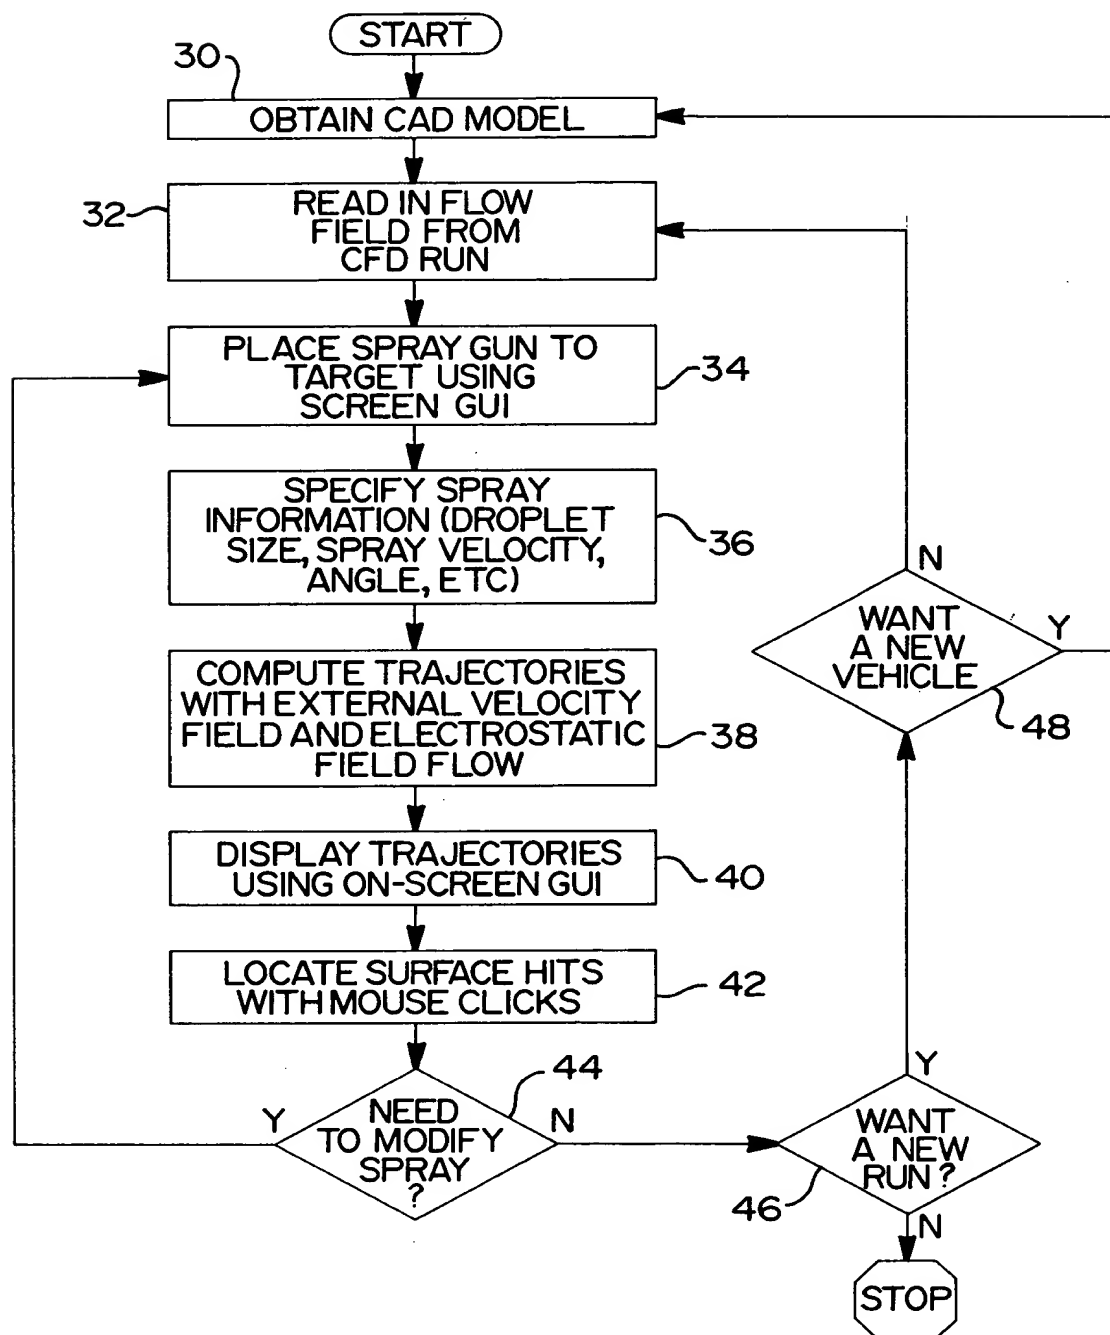 START
30
OBTAIN CAD MODEL
32
READ IN FLOW
FIELD FROM
CFD RUN
PLACE SPRAY GUN TO
TARGET USING
SCREEN GUI
34
SPECIFY SPRAY
INFORMATION (DROPLET
SIZE, SPRAY VELOCITY,
ANGLE, ETC)
36
COMPUTE TRAJECTORIES
WITH EXTERNAL VELOCITY
FIELD AND ELECTROSTATIC
FIELD FLOW
38
DISPLAY TRAJECTORIES
USING ON-SCREEN GUI
40
LOCATE SURFACE HITS
WITH MOUSE CLICKS
42
44
Y
NEED
TO MODIFY
SPRAY
?
N
Y
WANT
A NEW
RUN?
46
N
STOP
N
WANT
A NEW
VEHICLE
Y
48